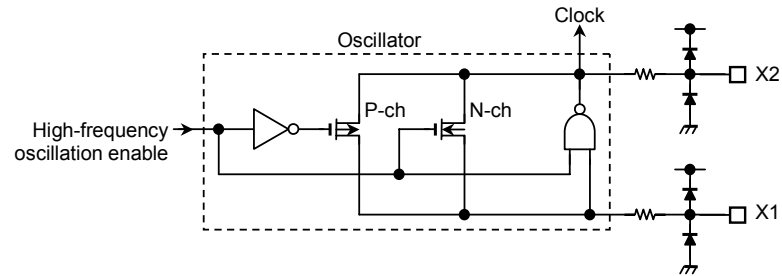 Clock
Oscillator
X2
P-ch
N-ch
High-frequency
oscillation enable
X1